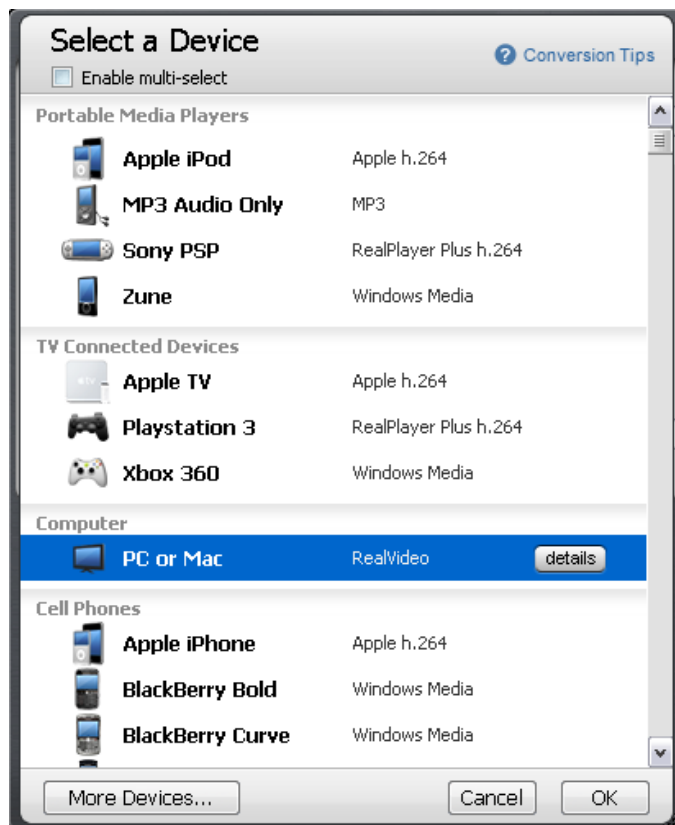 Select a Device
? Conversion Tips
Enable multi-select
Portable Media Players
Apple iPod Apple h.264
MP3 Audio Only MP3
Sony PSP RealPlayer Plus h.264
Zune Windows Media
TV Connected Devices
Apple TV Apple h.264
Playstation 3 RealPlayer Plus h.264
Xbox 360 Windows Media
Computer
PC or Mac RealVideo details
Cell Phones
Apple iPhone Apple h.264
BlackBerry Bold Windows Media
BlackBerry Curve Windows Media
More Devices... Cancel OK